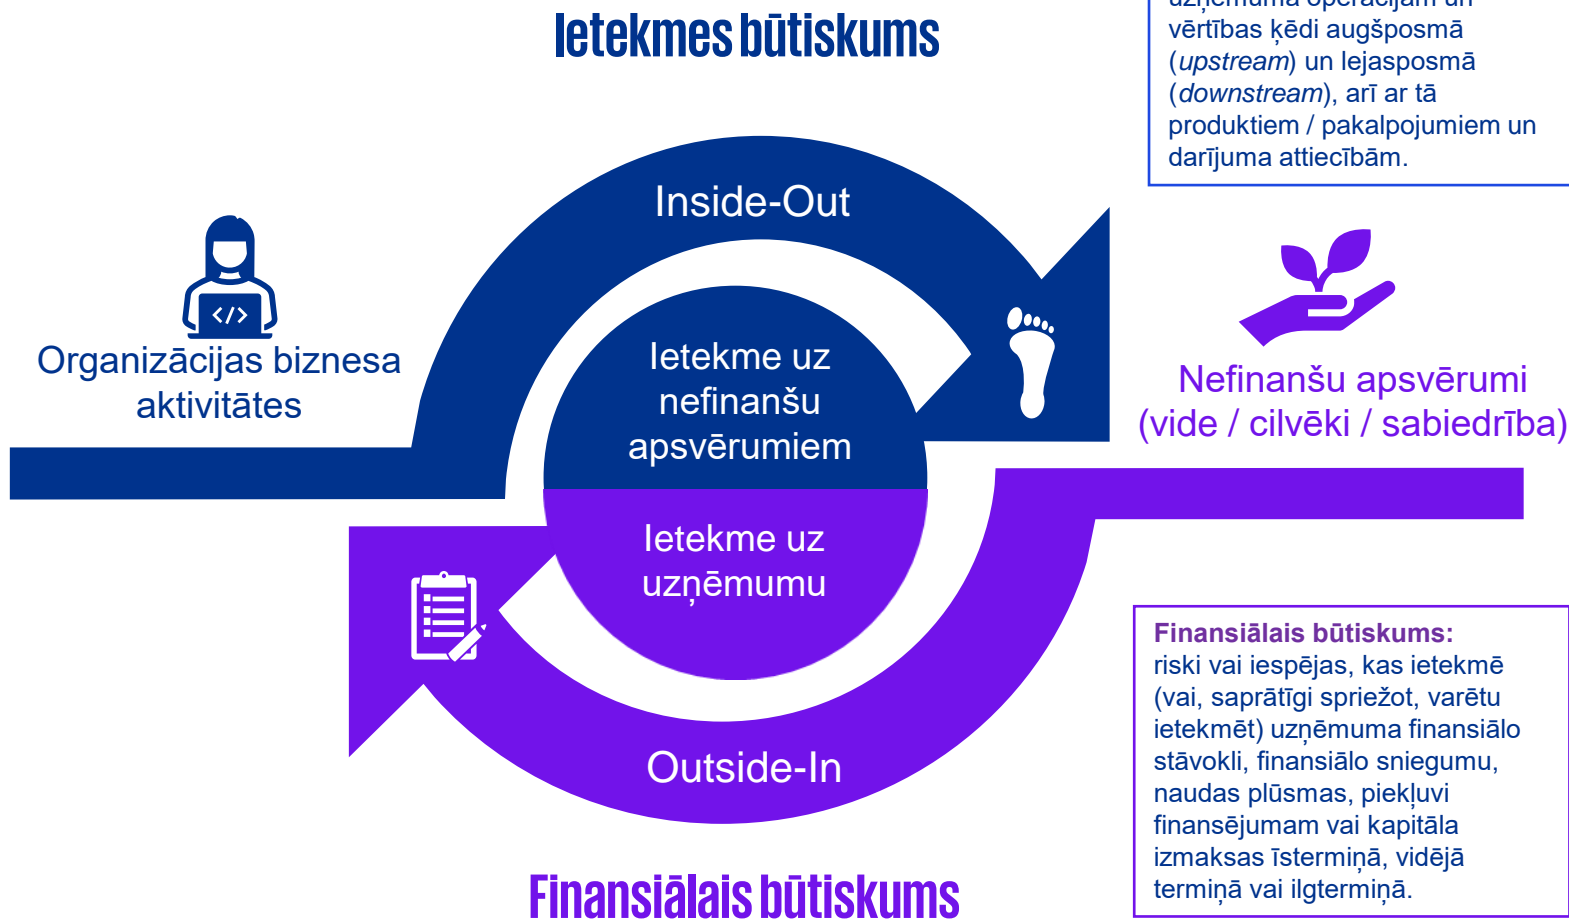 Ietekmes būtiskums
uzņēmuma operācijām un
vērtības ķēdi augšposmā
(upstream) un lejasposmā
(downstream), arī ar tā
produktiem / pakalpojumiem un
darījuma attiecībām.
Inside-Out
</>
Organizācijas biznesa
aktivitātes
Ietekme uz
nefinanšu
apsvērumiem
Nefinanšu apsvērumi
(vide / cilvēki / sabiedrība)
Ietekme uz
uzņēmumu
Outside-In
Finansiālais būtiskums:
riski vai iespējas, kas ietekmē
(vai, saprātīgi spriežot, varētu
ietekmēt) uzņēmuma finansiālo
stāvokli, finansiālo sniegumu,
naudas plūsmas, piekļuvi
finansējumam vai kapitāla
izmaksas īstermiņā, vidējā
termiņā vai ilgtermiņā.
Finansiālais būtiskums